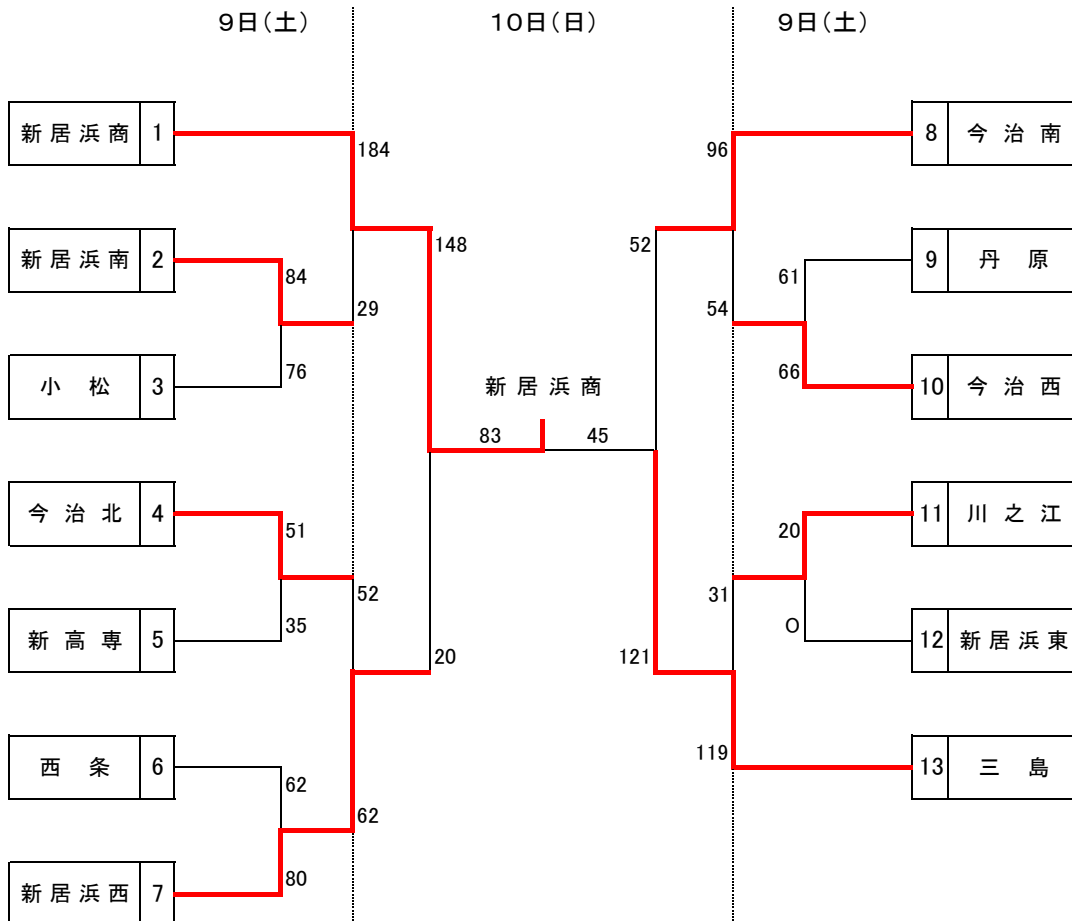 9日(土) 10日(日) 9日(土)
新居浜商 1 8 今治南
184 96
新居浜南 2 148 52 9 丹原
84 61
29 54
小松 3 76 66 10 今治西
新居浜商
83 45
今治北 4 11 川之江
51 20
52 31
新高専 5 35 O 12 新居浜東
20 121
西条 6 119 13 三島
62
62
新居浜西 7 80